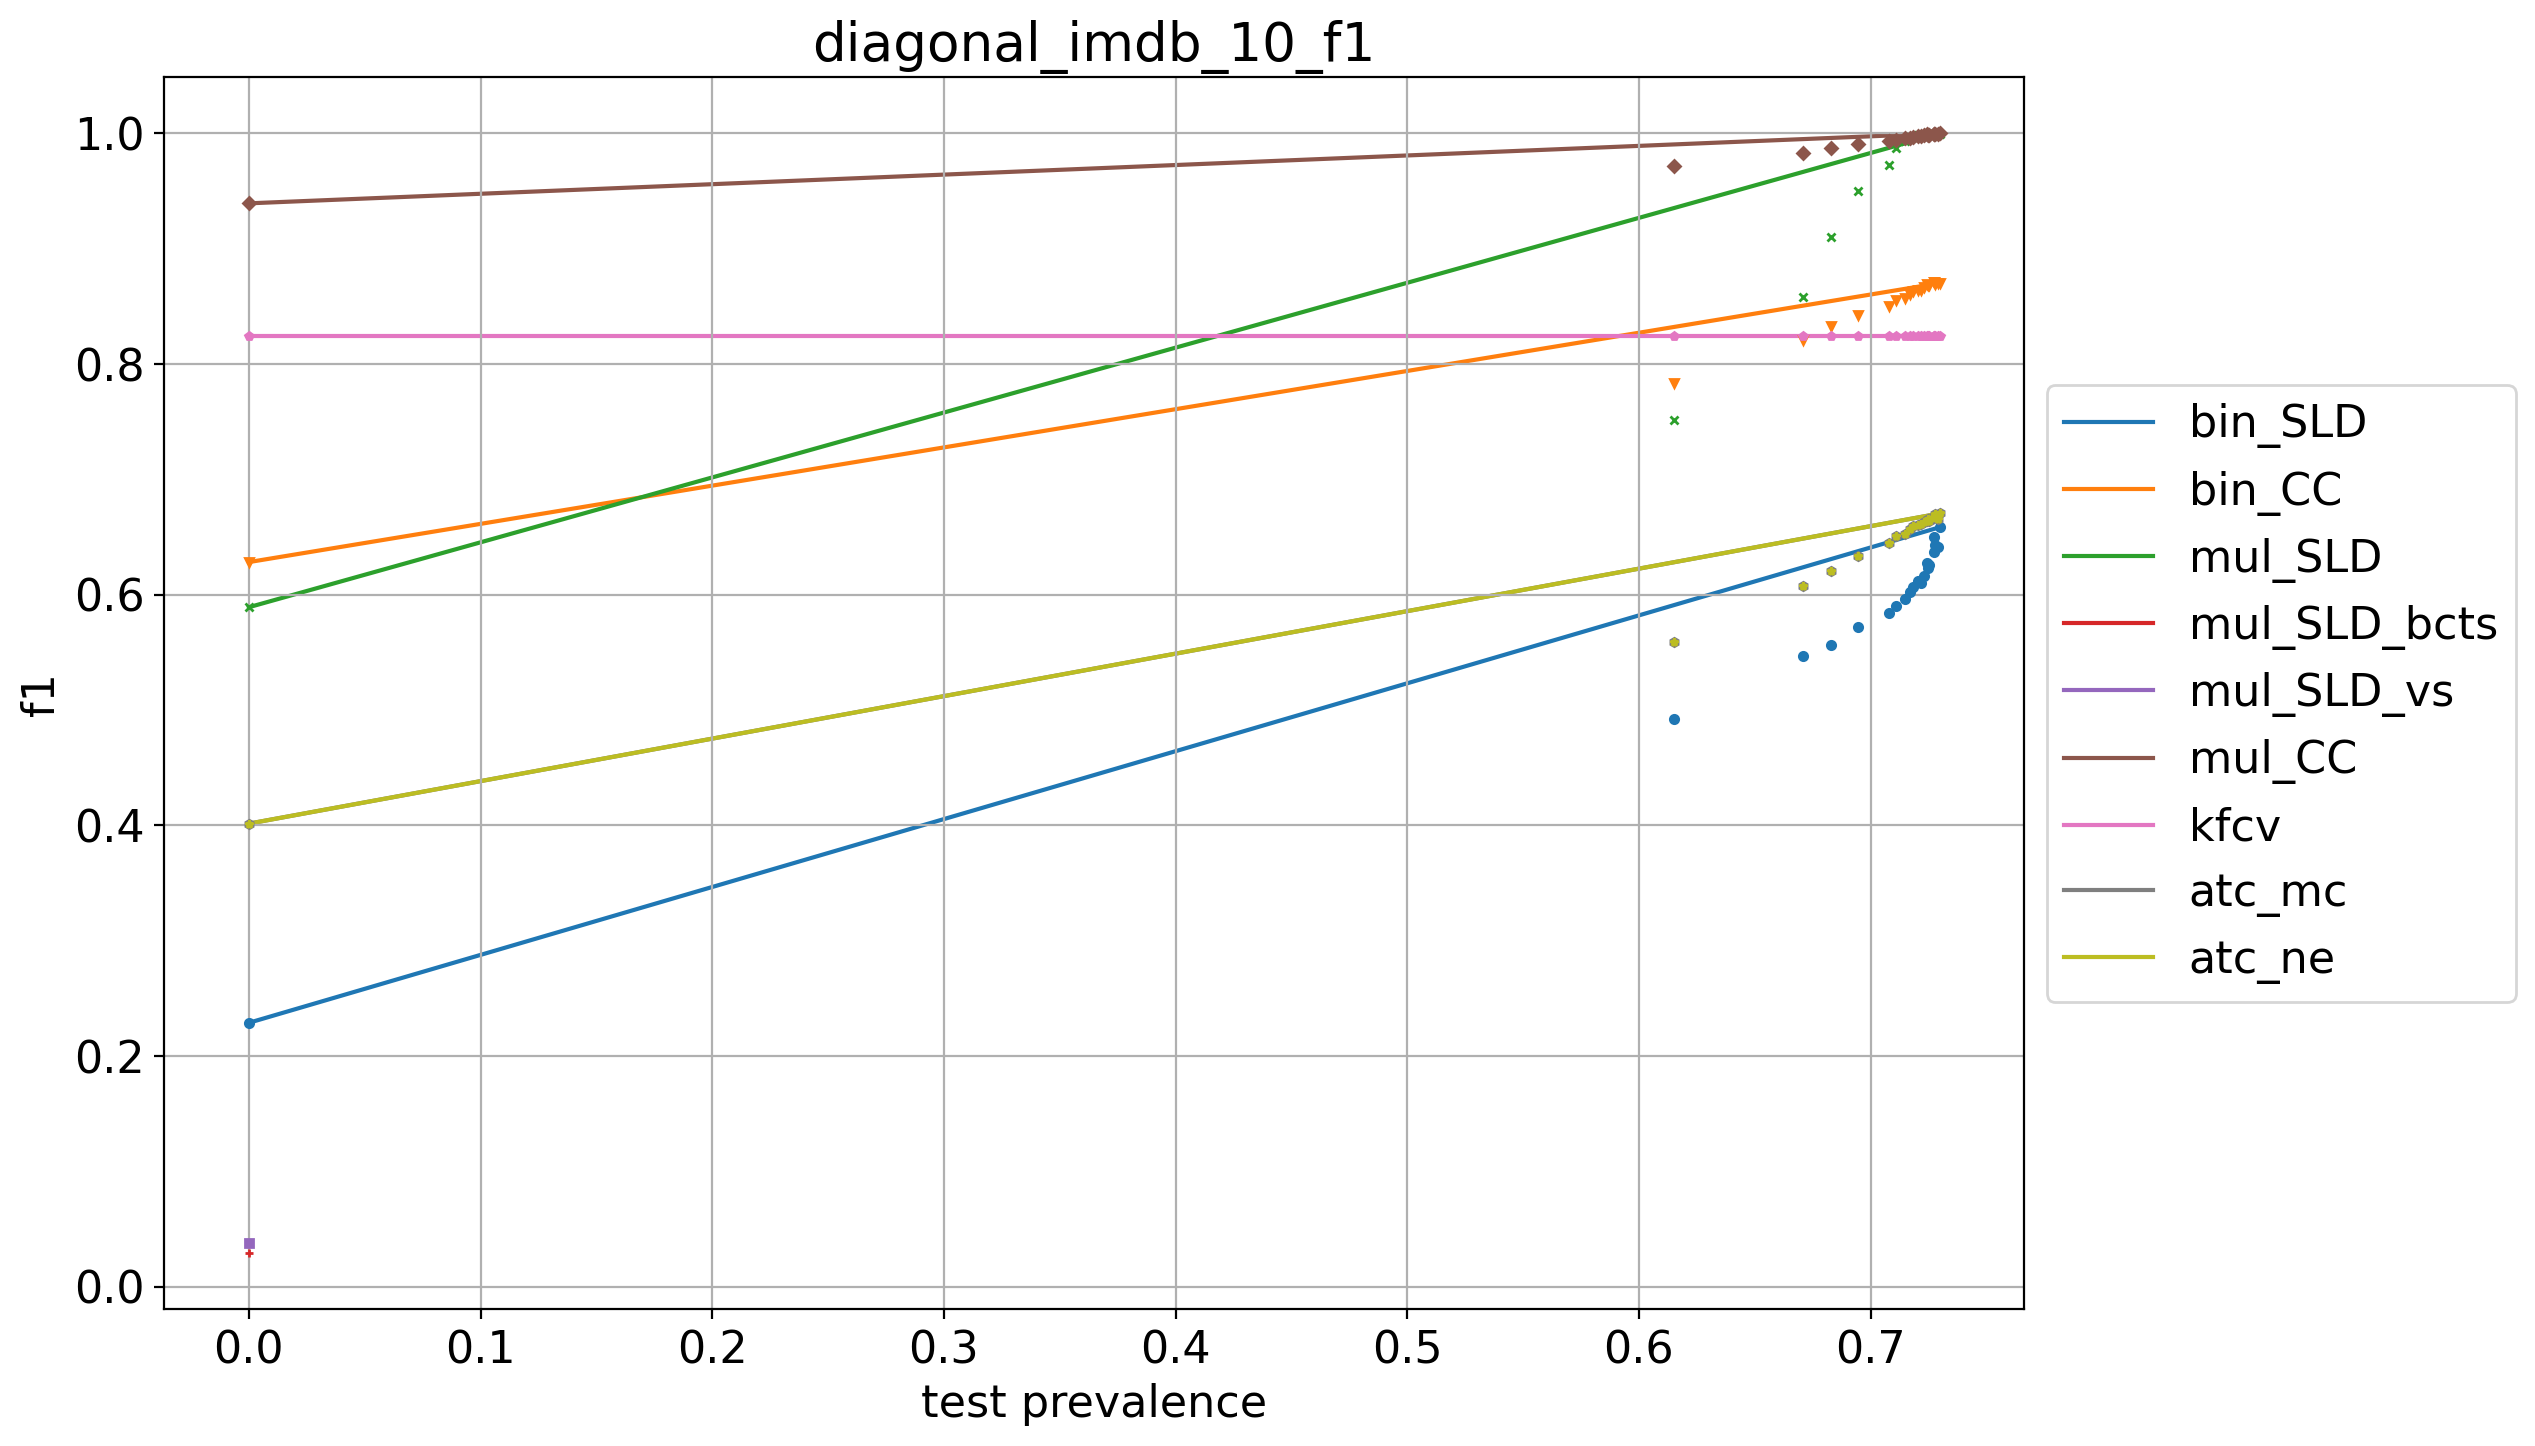 diagonal_imdb_10_f1
1.0
0.8
0.6
0.4
0.2
0.0
f1
0.0 0.1 0.2 0.3 0.4 0.5 0.6 0.7
test prevalence
bin_SLD
bin_CC
mul_SLD
mul_SLD_bcts
mul_SLD_vs
mul_CC
kfcv
atc_mc
atc_ne